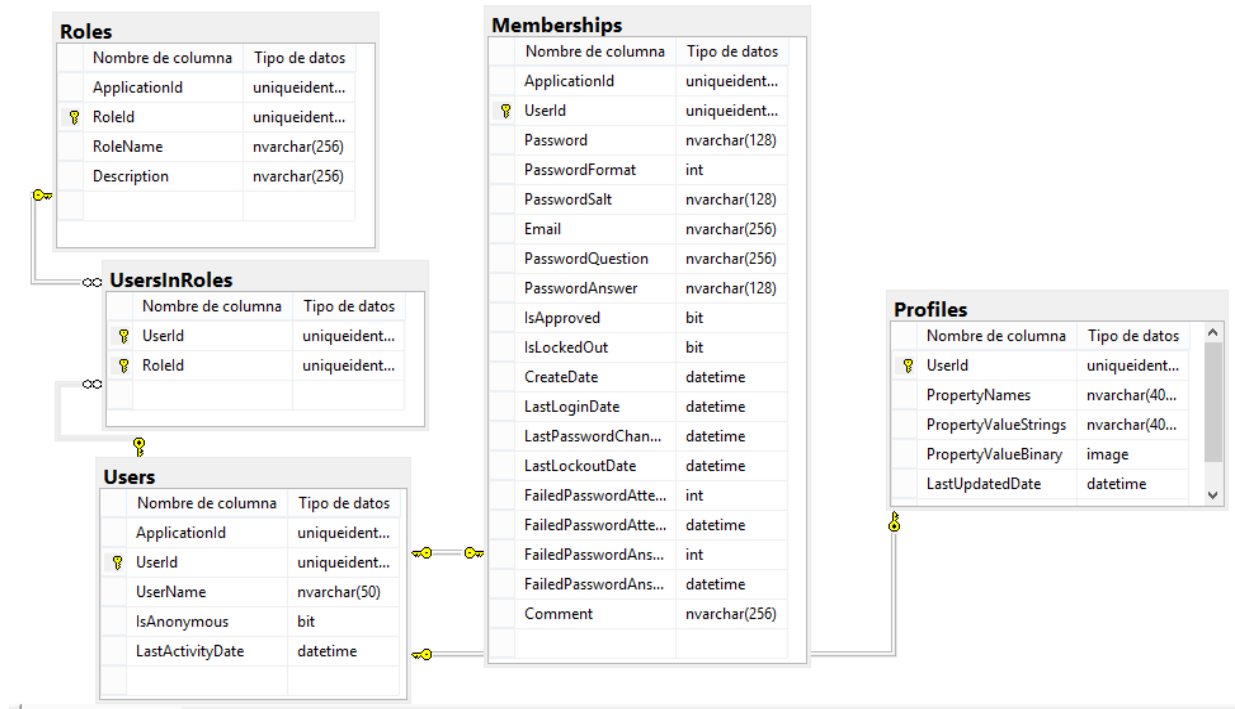 Roles
Nombre de columna Tipo de datos
ApplicationId uniqueident...
RoleId uniqueident...
RoleName nvarchar(256)
Description nvarchar(256)
UsersInRoles
Nombre de columna Tipo de datos
UserId uniqueident...
RoleId uniqueident...
Users
Nombre de columna Tipo de datos
ApplicationId uniqueident...
UserId uniqueident...
UserName nvarchar(50)
IsAnonymous bit
LastActivityDate datetime
Memberships
Nombre de columna Tipo de datos
ApplicationId uniqueident...
UserId uniqueident...
Password nvarchar(128)
PasswordFormat int
PasswordSalt nvarchar(128)
Email nvarchar(256)
PasswordQuestion nvarchar(256)
PasswordAnswer nvarchar(128)
IsApproved bit
IsLockedOut bit
CreateDate datetime
LastLoginDate datetime
LastPasswordChan... datetime
LastLockoutDate datetime
FailedPasswordAtte... int
FailedPasswordAtte... datetime
FailedPasswordAns... int
FailedPasswordAns... datetime
Comment nvarchar(256)
Profiles
Nombre de columna Tipo de datos
UserId uniqueident...
PropertyNames nvarchar(40...
PropertyValueStrings nvarchar(40...
PropertyValueBinary image
LastUpdatedDate datetime